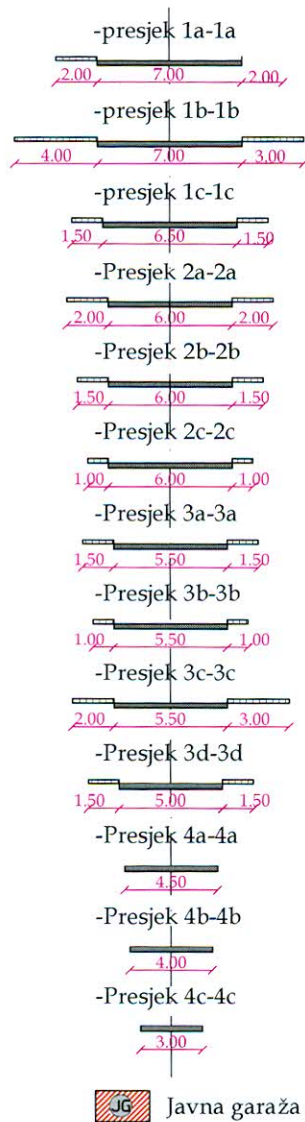 -presjek 1a-1a
2.00 7.00 2.00
-presjek 1b-1b
4.00 7.00 3.00
-presjek 1c-1c
1.50 6.50 1.50
-Presjek 2a-2a
2.00 6.00 2.00
-Presjek 2b-2b
1.50 6.00 1.50
-Presjek 2c-2c
1.00 6.00 1.00
-Presjek 3a-3a
1.50 5.50 1.50
-Presjek 3b-3b
1.00 5.50 1.00
-Presjek 3c-3c
2.00 5.50 3.00
-Presjek 3d-3d
1.50 5.00 1.50
-Presjek 4a-4a
4.50
-Presjek 4b-4b
4.00
-Presjek 4c-4c
3.00
JG Javna garaža